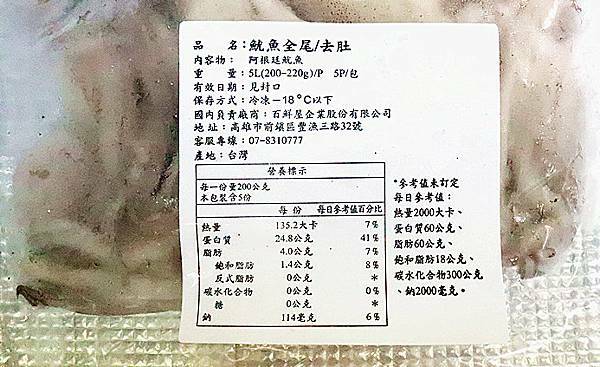 品 名：魷魚全尾/去肚
內容物： 阿根廷魷魚
重 量：5L(200-220g)/P 5P/包
有效日期：見封口
保存方式：冷凍－18°C以下
國內負責廠商：百鮮屋企業股份有限公司
地 址：高雄市前鎮區豐漁三路32號
客服專線：07-8310777
產地：台灣
營養標示
每一份量200公克
本包裝含5份
每 份 每日參考值百分比
熱量 135.2大卡 7%
蛋白質 24.8公克 41%
脂肪 4.0公克 7%
飽和脂肪 1.4公克 8%
反式脂肪 0公克 *
碳水化合物 0公克 0%
糖 0公克 *
鈉 114毫克 6%
*參考值未訂定
每日參考值：
熱量2000大卡、
蛋白質60公克、
脂肪60公克、
飽和脂肪18公克、
碳水化合物300公克
、鈉2000毫克。